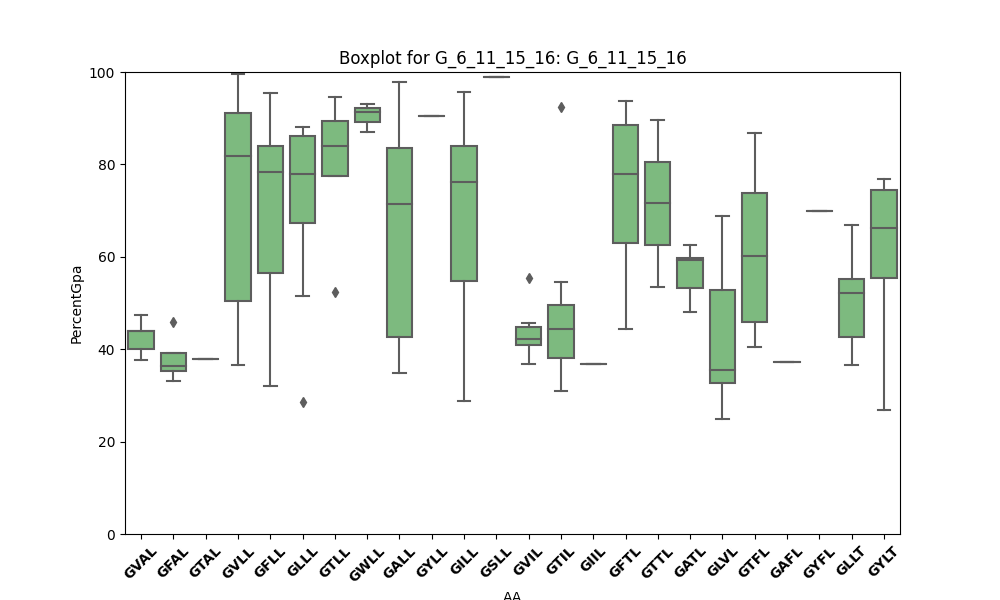 Boxplot for G_6_11_15_16: G_6_11_15_16
100
80
60
40
20
0
PercentGpa
GVAL GFAL GTAL GVLL GFLL GLLL GTLL GWLL GALL GYLL GILL GSLL GVIL GTIL GIIL GFTL GTTL GATL GLVL GTFL GAFL GYFL GLLT GYLT
AA